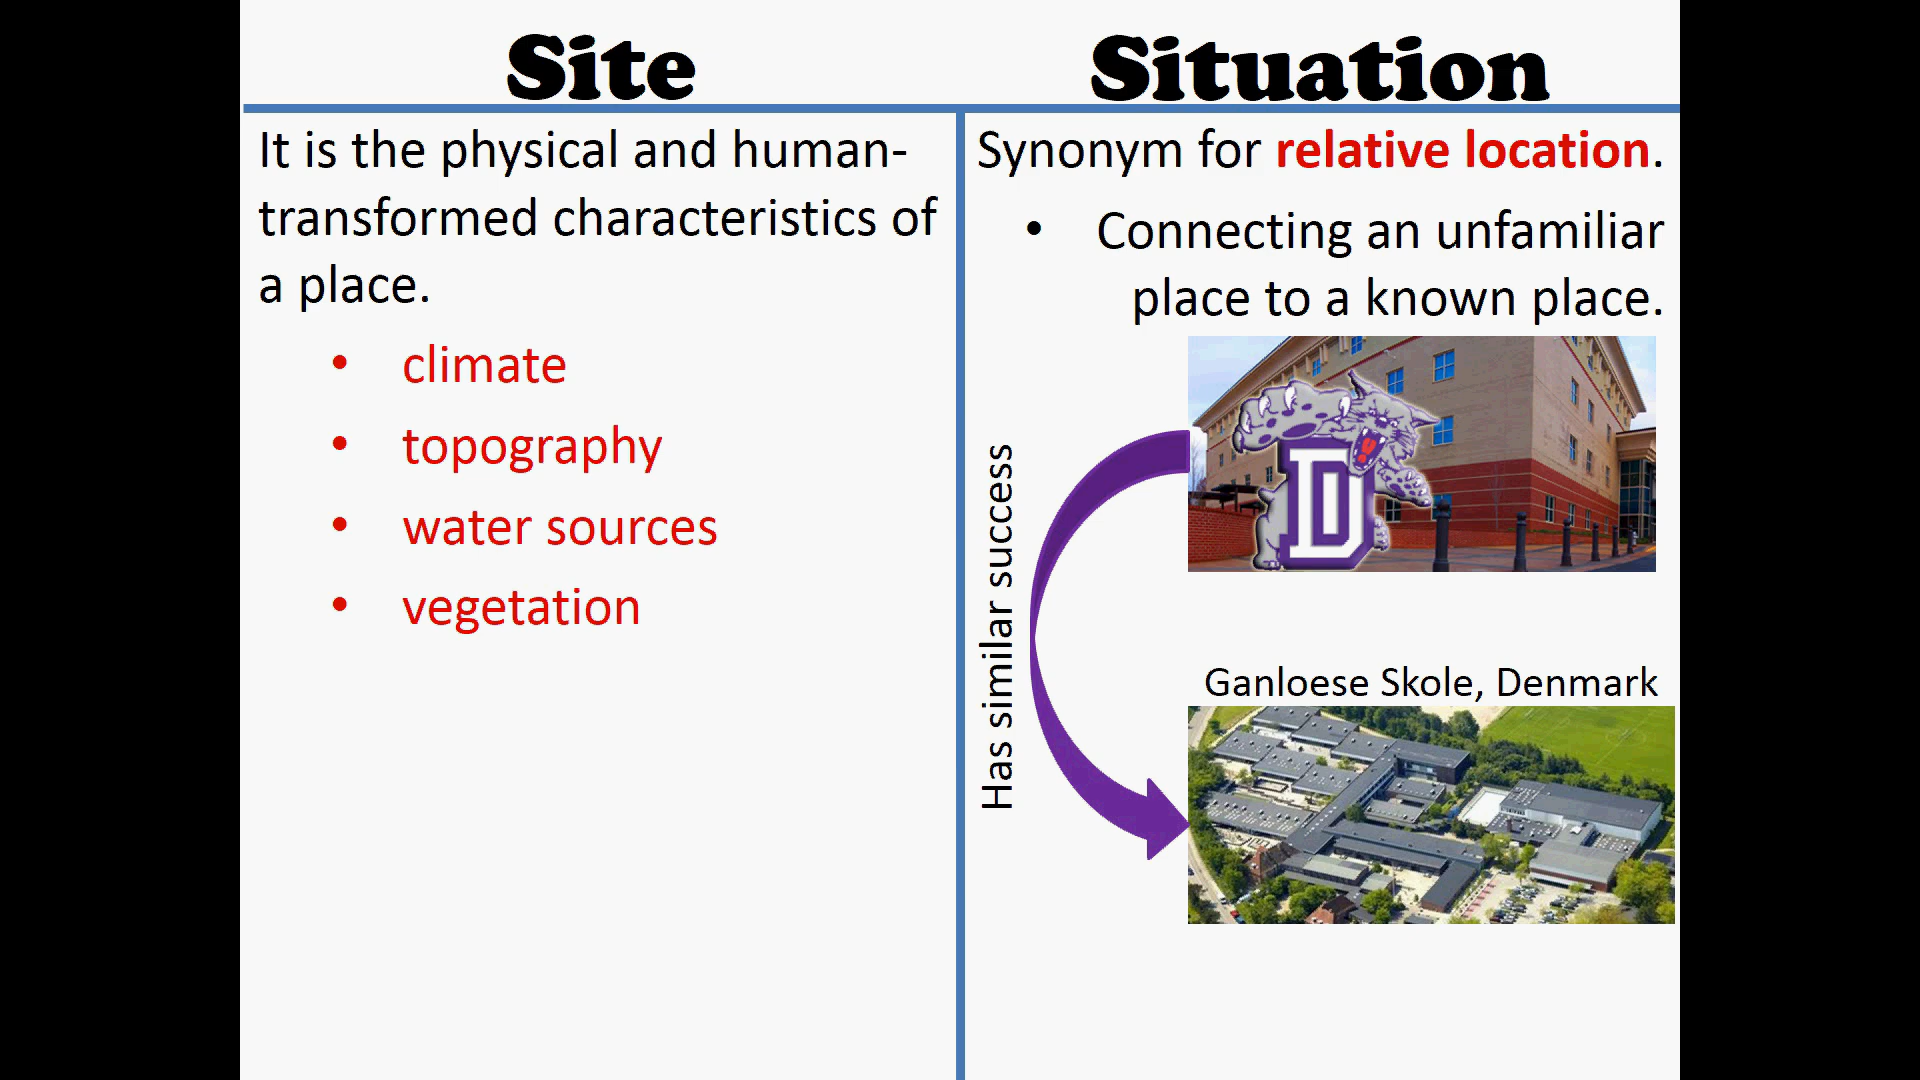 Site
It is the physical and human-
transformed characteristics of
a place.
• climate
• topography
• water sources
• vegetation
Situation
Synonym for relative location.
• Connecting an unfamiliar
place to a known place.
D
Has similar success
Ganloese Skole, Denmark